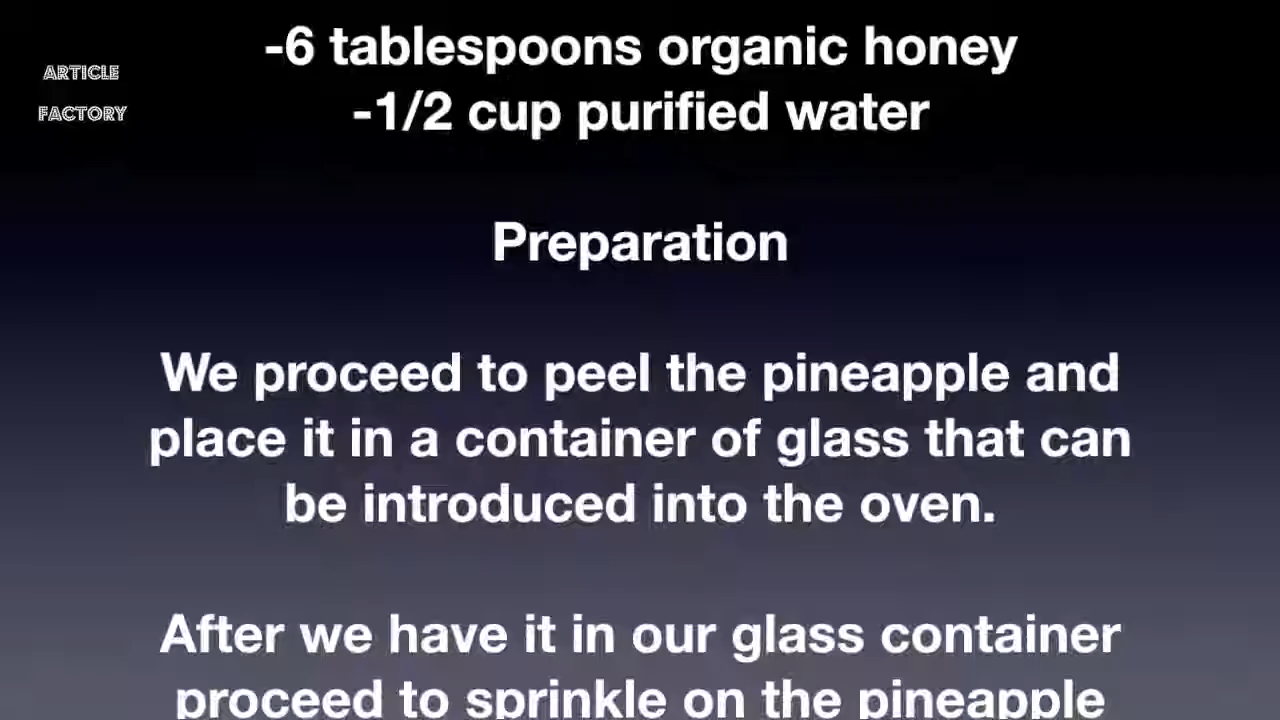 ARTICLE
FACTORY
-6 tablespoons organic honey
-1/2 cup purified water
Preparation
We proceed to peel the pineapple and
place it in a container of glass that can
be introduced into the oven.
After we have it in our glass container
proceed to sprinkle on the pineapple